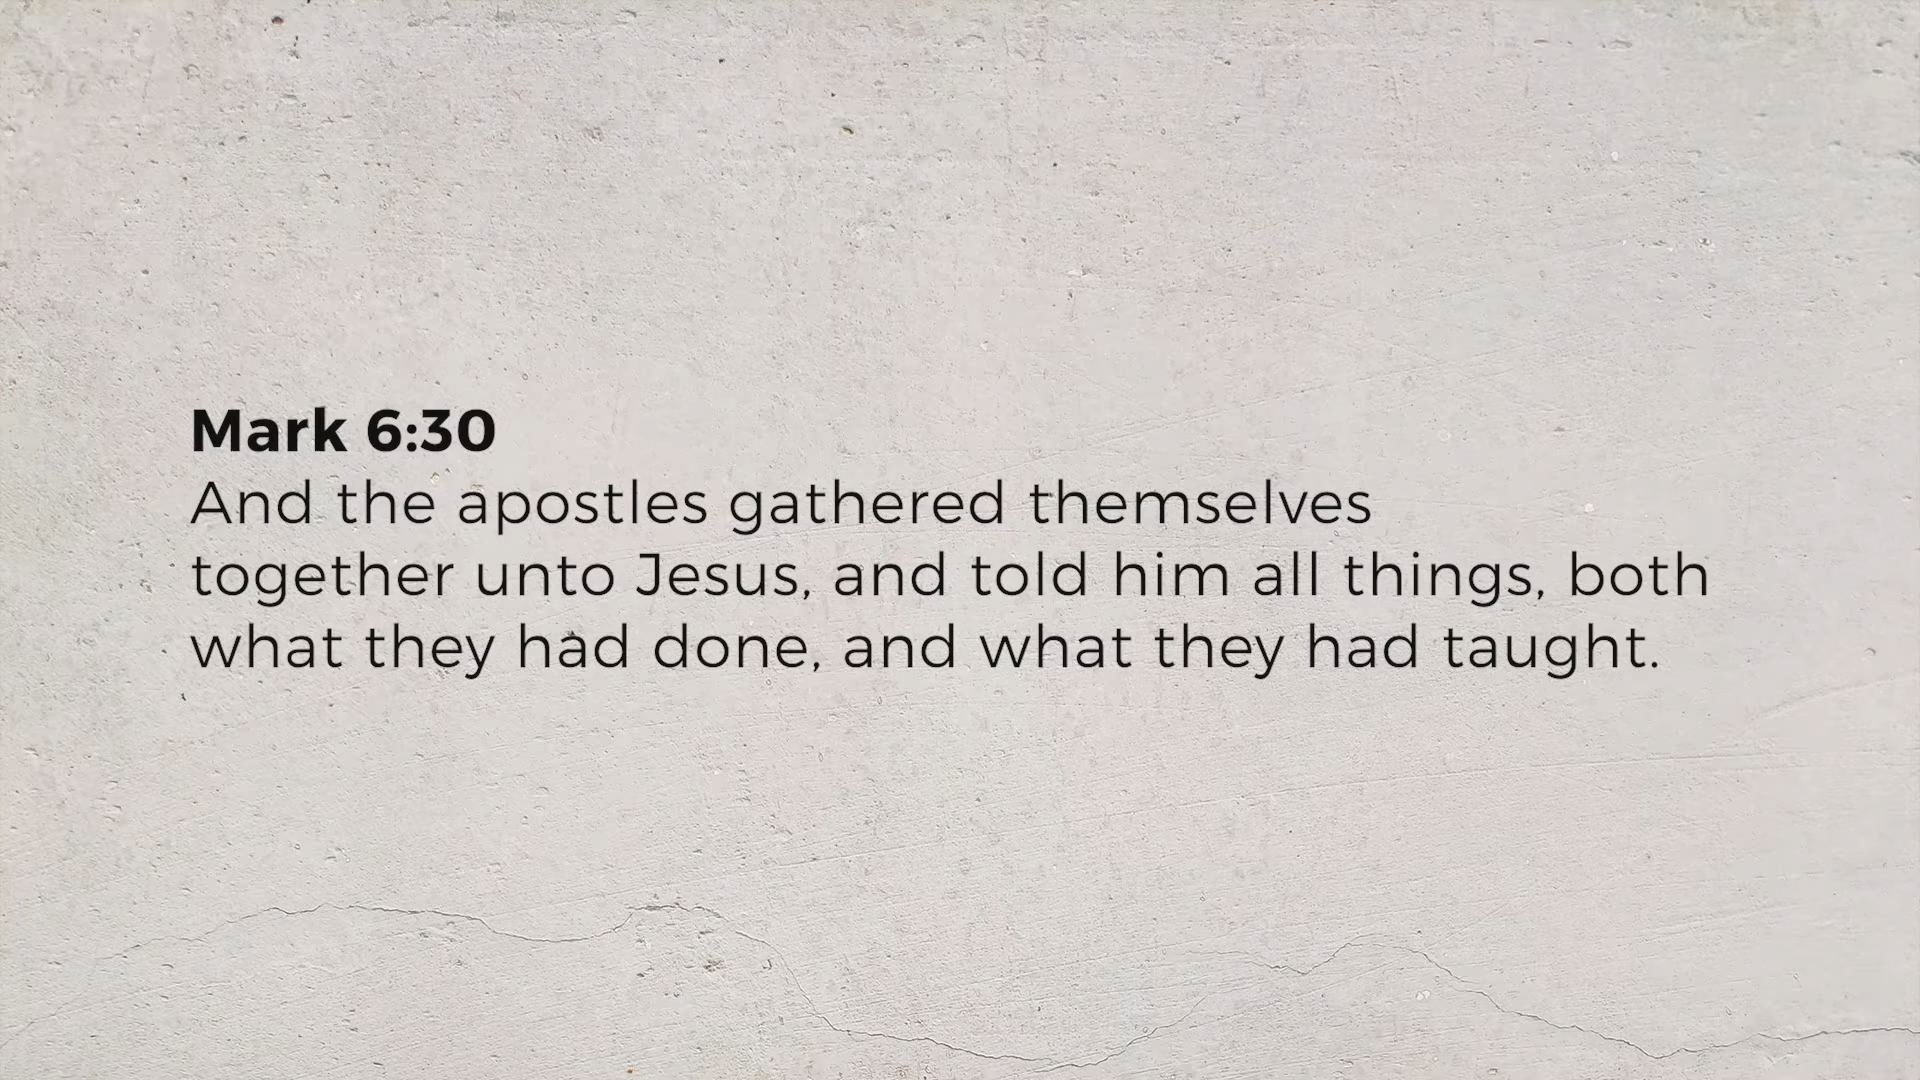 Mark 6:30
And the apostles gathered themselves
together unto Jesus, and told him all things, both
what they had done, and what they had taught.